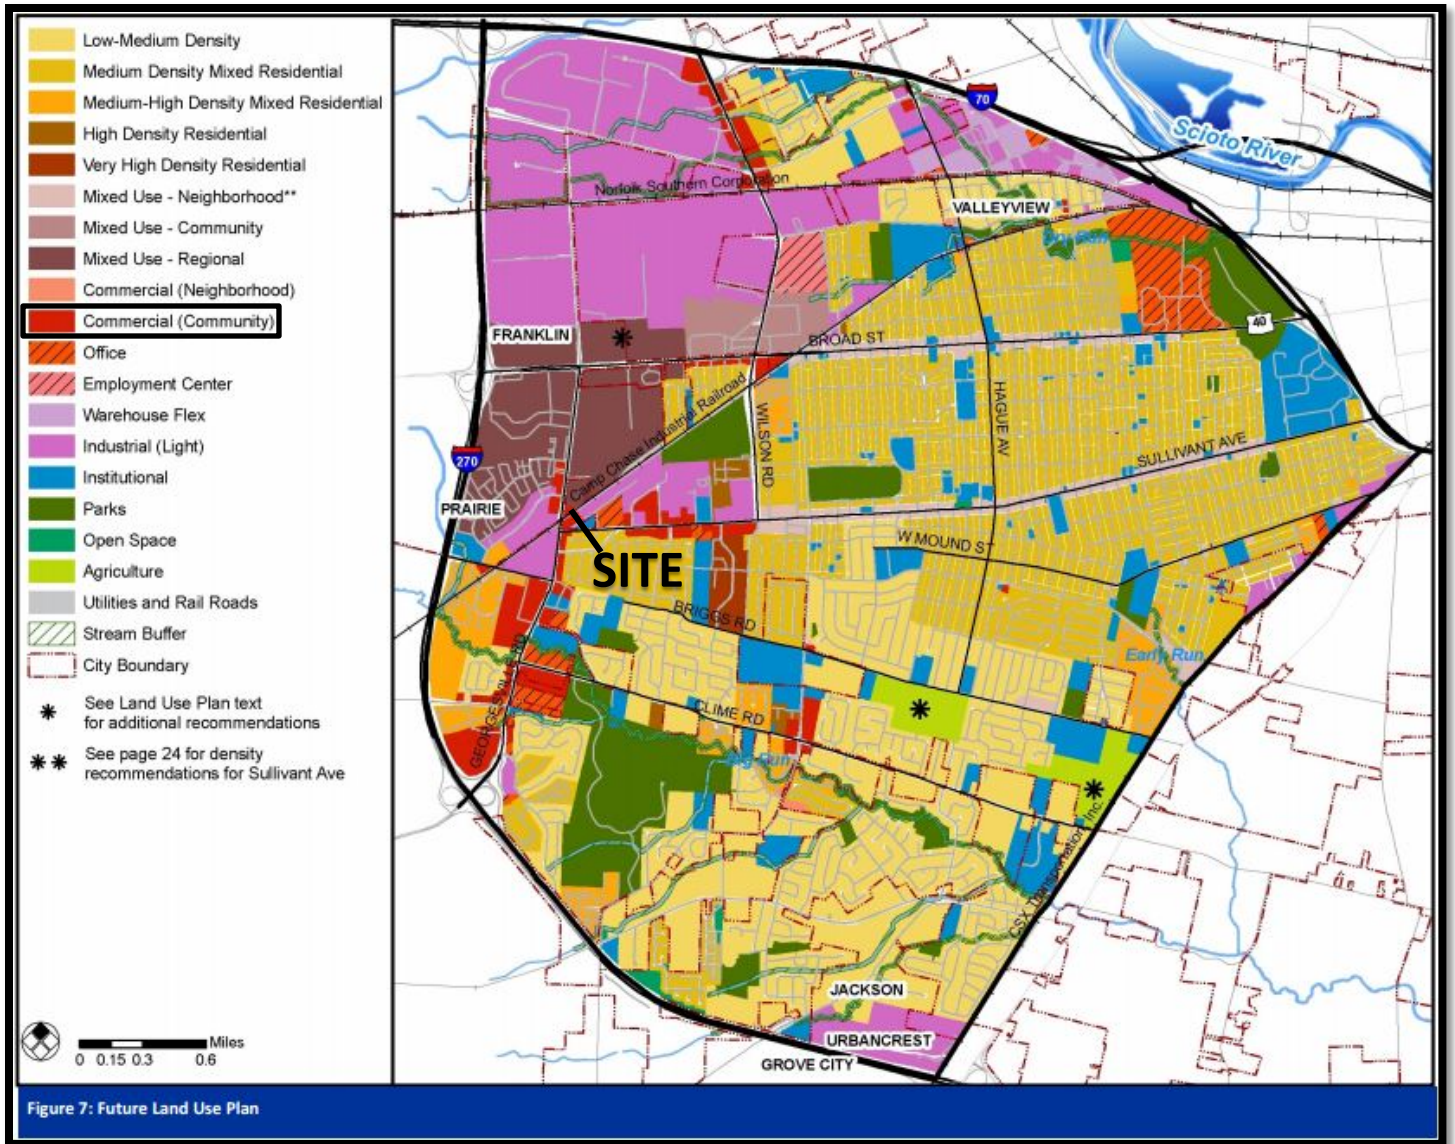 Low-Medium Density
Medium Density Mixed Residential
Medium-High Density Mixed Residential
High Density Residential
Very High Density Residential
Mixed Use - Neighborhood**
Mixed Use - Community
Mixed Use - Regional
Commercial (Neighborhood)
Commercial (Community)
Office
Employment Center
Warehouse Flex
Industrial (Light)
Institutional
Parks
Open Space
Agriculture
Utilities and Rail Roads
Stream Buffer
City Boundary
* See Land Use Plan text
for additional recommendations
** See page 24 for density
recommendations for Sullivant Ave
Miles
0 0.15 0.3 0.6
70
Scioto River
Norfolk Southern Corporation
VALLEYVIEW
40
FRANKLIN
*
BROAD ST
Camp Chase Industrial Railroad
WILSON RD
HAGUE AV
SULLIVANT AVE
270
PRAIRIE
SITE
W MOUND ST
BRIGGS RD
Early Run
GEORGESVILLE RD
CLIME RD
*
Big Run
*
CSX Transportation, Inc.
JACKSON
URBANCREST
GROVE CITY
Figure 7: Future Land Use Plan